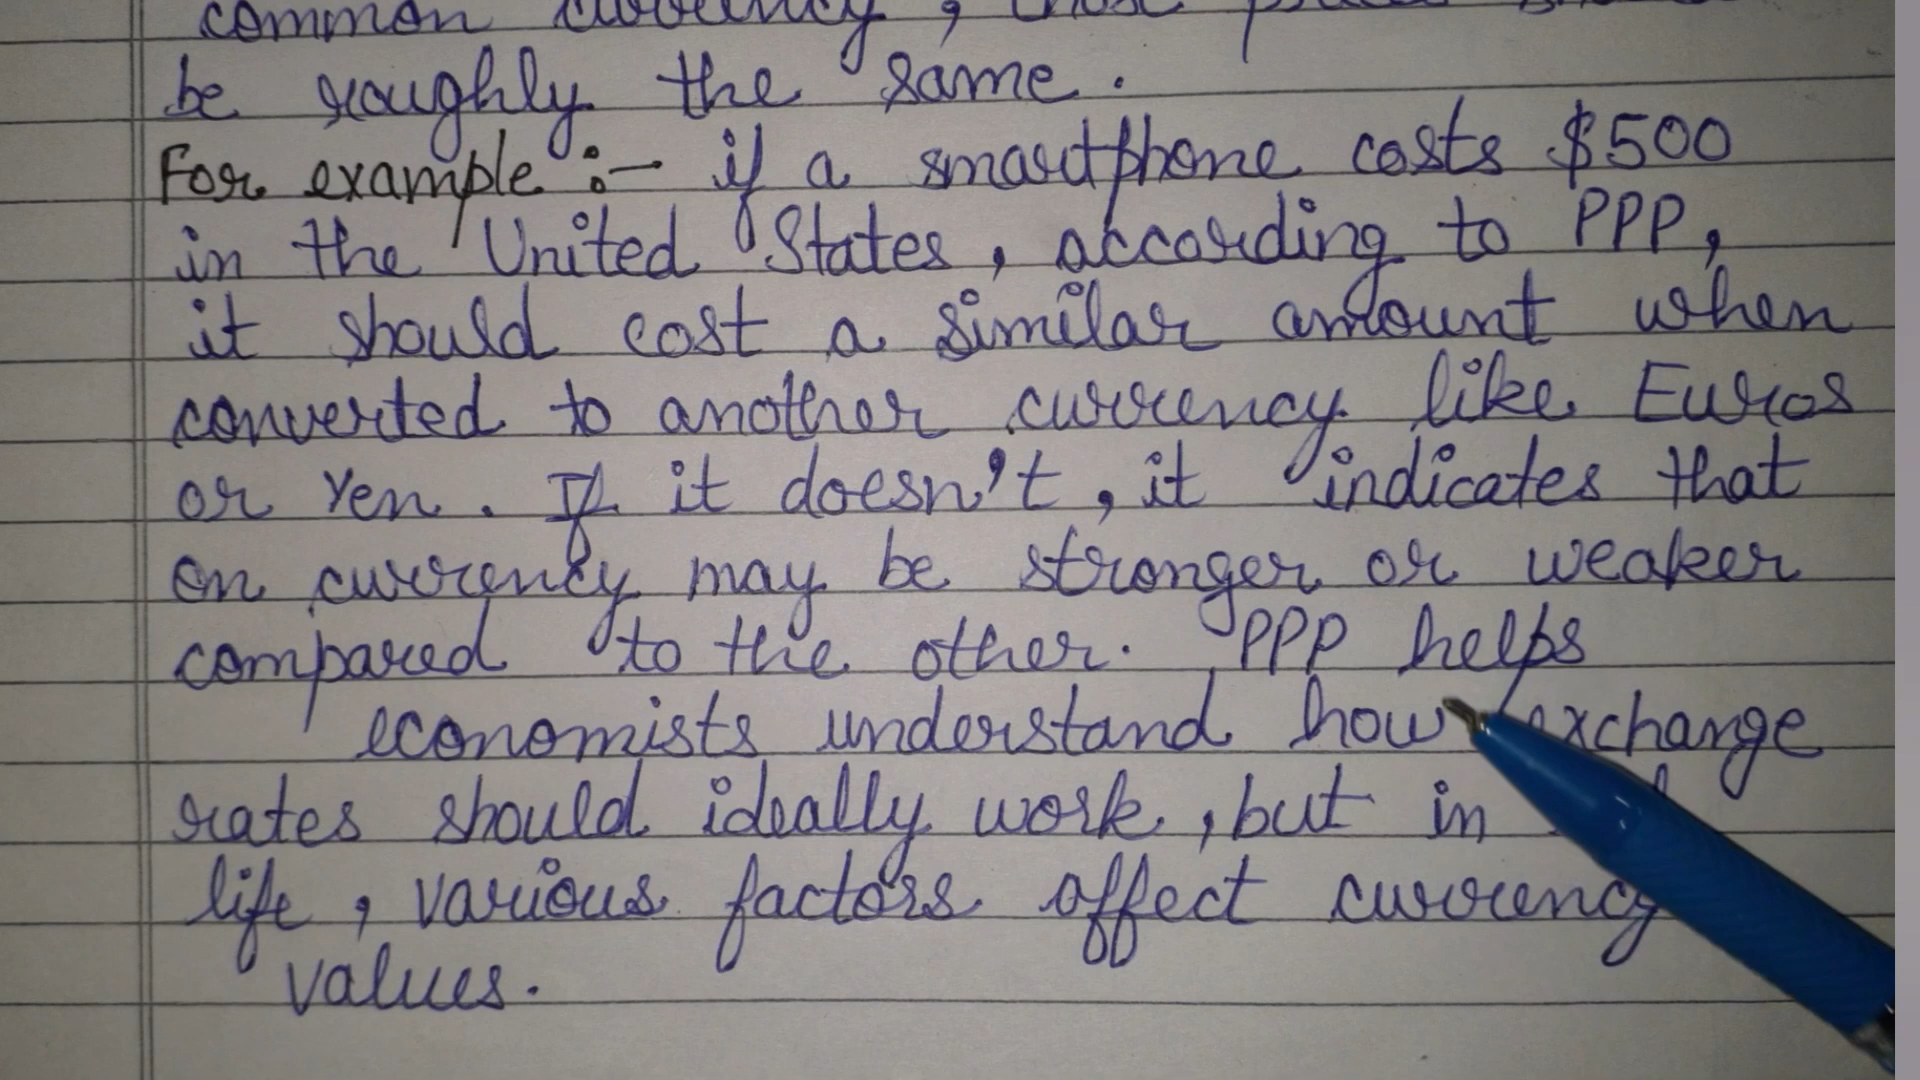 common currency,
be roughly the same.
For example :- if a smartphone costs $500
in the United States, according to PPP,
it should cost a similar amount when
converted to another currency like Euros
or Yen. If it doesn't, it indicates that
on currency may be stronger or weaker
compared to the other. PPP helps
economists understand how exchange
rates should ideally work, but in
life, various factors affect currency
values.